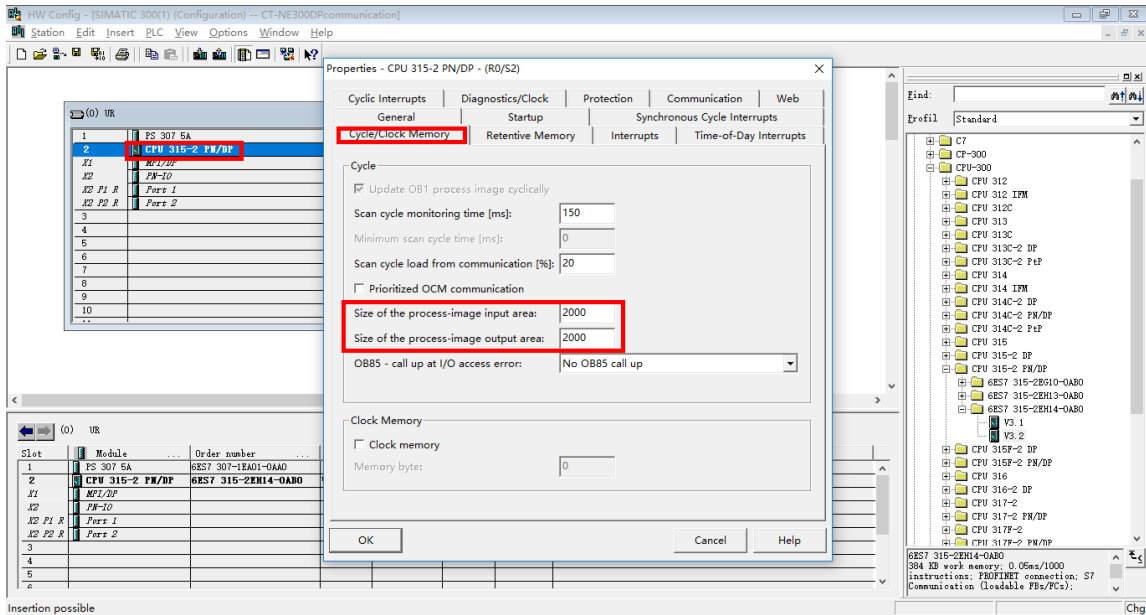 HW Config - [SIMATIC 300(1) (Configuration) -- CT-NE300DPcommunication]
Station Edit Insert PLC View Options Window Help
(0) UR
1 PS 307 5A
2 CPU 315-2 PN/DP
X1 MPI/DP
X2 PN-IO
X2 P1 R Port 1
X2 P2 R Port 2
3
4
5
6
7
8
9
10
Properties - CPU 315-2 PN/DP - (R0/S2)
Cyclic Interrupts Diagnostics/Clock Protection Communication Web
General Startup Synchronous Cycle Interrupts
Cycle/Clock Memory Retentive Memory Interrupts Time-of-Day Interrupts
Cycle
Update OB1 process image cyclically
Scan cycle monitoring time [ms]: 150
Minimum scan cycle time [ms]: 0
Scan cycle load from communication [%]: 20
Prioritized OCM communication
Size of the process-image input area: 2000
Size of the process-image output area: 2000
OB85 - call up at I/O access error: No OB85 call up
Clock Memory
Clock memory
Memory byte: 0
OK Cancel Help
Find:
Profil Standard
C7
CP-300
CPU-300
CPU 312
CPU 312 IFM
CPU 312C
CPU 313
CPU 313C
CPU 313C-2 DP
CPU 313C-2 PtP
CPU 314
CPU 314 IFM
CPU 314C-2 DP
CPU 314C-2 PN/DP
CPU 314C-2 PtP
CPU 315
CPU 315-2 DP
CPU 315-2 PN/DP
6ES7 315-2EG10-0AB0
6ES7 315-2EH13-0AB0
6ES7 315-2EH14-0AB0
V3.1
V3.2
CPU 315F-2 DP
CPU 315F-2 PN/DP
CPU 316
CPU 316-2 DP
CPU 317-2
CPU 317-2 PN/DP
CPU 317F-2
CPU 317F-2 PN/DP
6ES7 315-2EH14-0AB0
384 KB work memory; 0.05ms/1000
instructions; PROFINET connection; S7
Communication (loadable FBs/FCs);
(0) UR
Slot Module ... Order number ...
1 PS 307 5A 6ES7 307-1EA01-0AA0
2 CPU 315-2 PN/DP 6ES7 315-2EH14-0AB0
X1 MPI/DP
X2 PN-IO
X2 P1 R Port 1
X2 P2 R Port 2
3
4
5
Insertion possible Chg